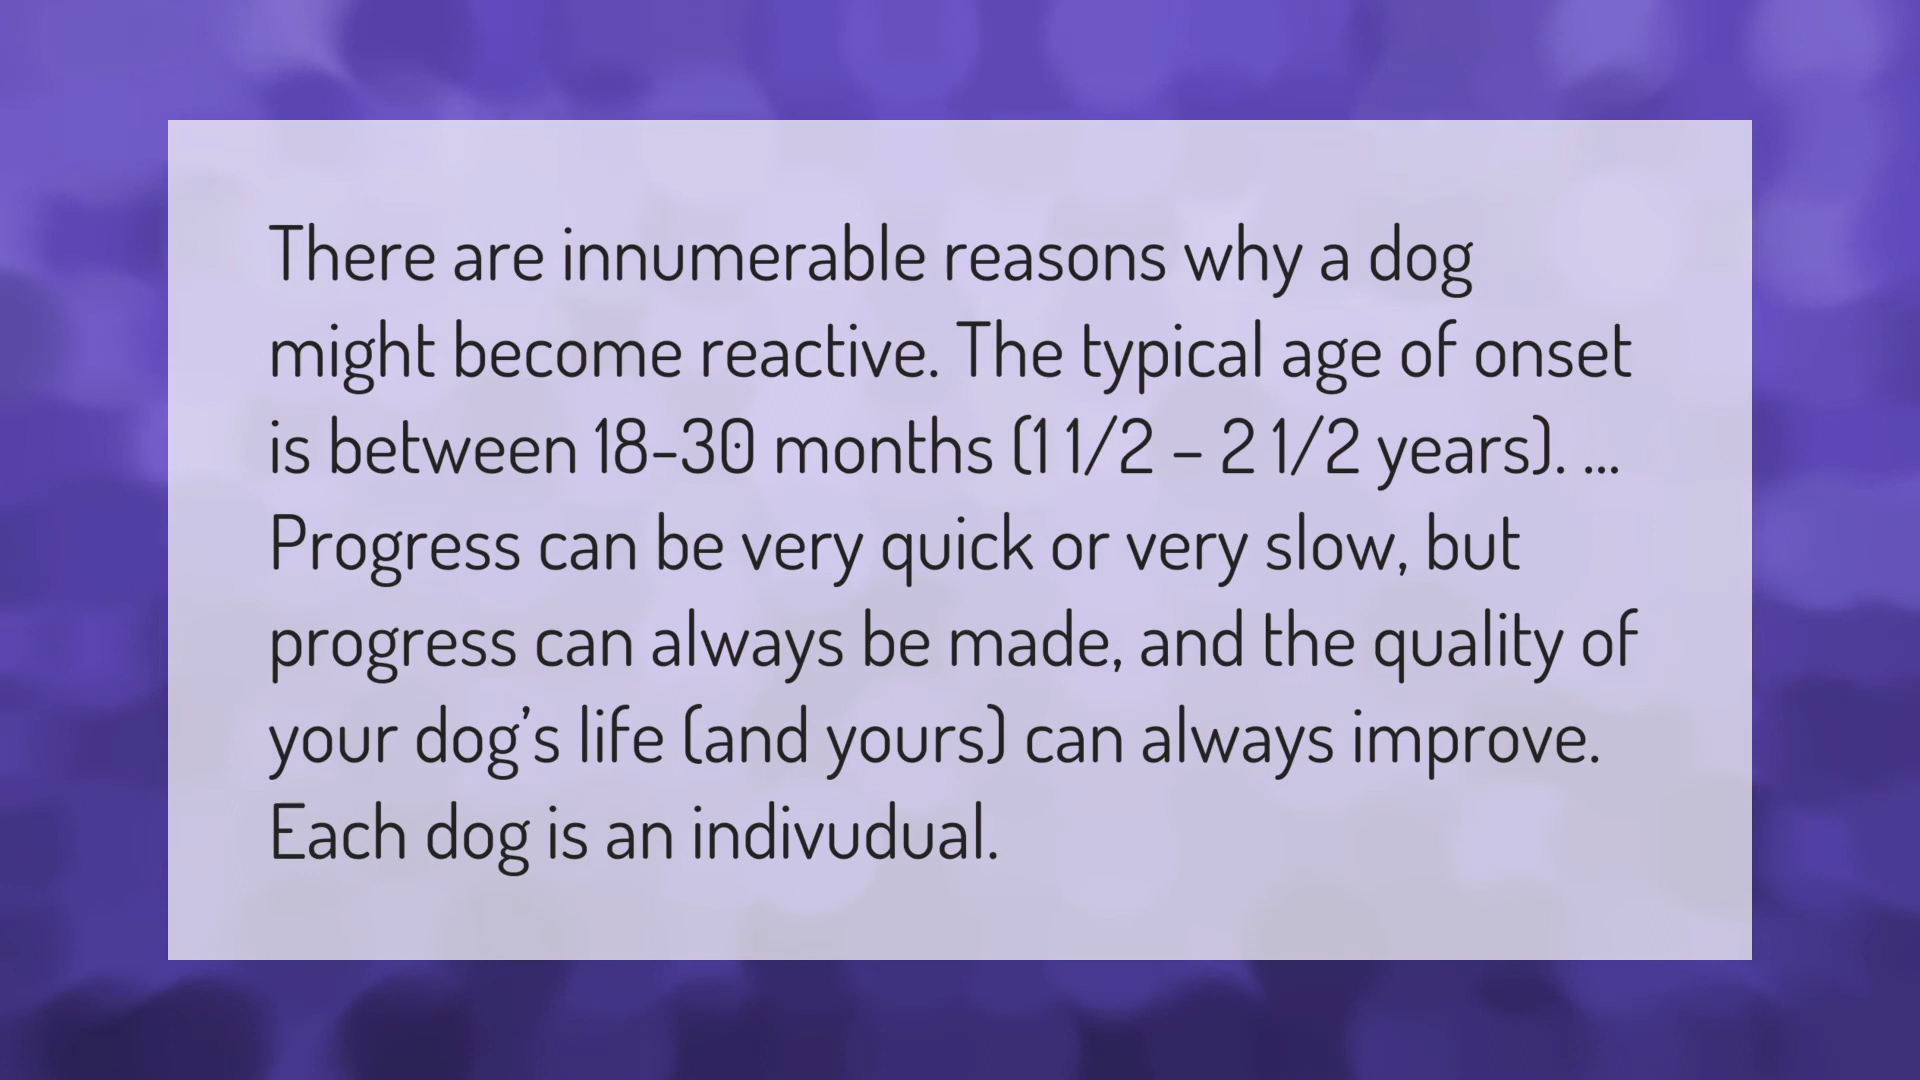 There are innumerable reasons why a dog
might become reactive. The typical age of onset
is between 18-30 months (1 1/2 – 2 1/2 years). ...
Progress can be very quick or very slow, but
progress can always be made, and the quality of
your dog’s life (and yours) can always improve.
Each dog is an indivudual.